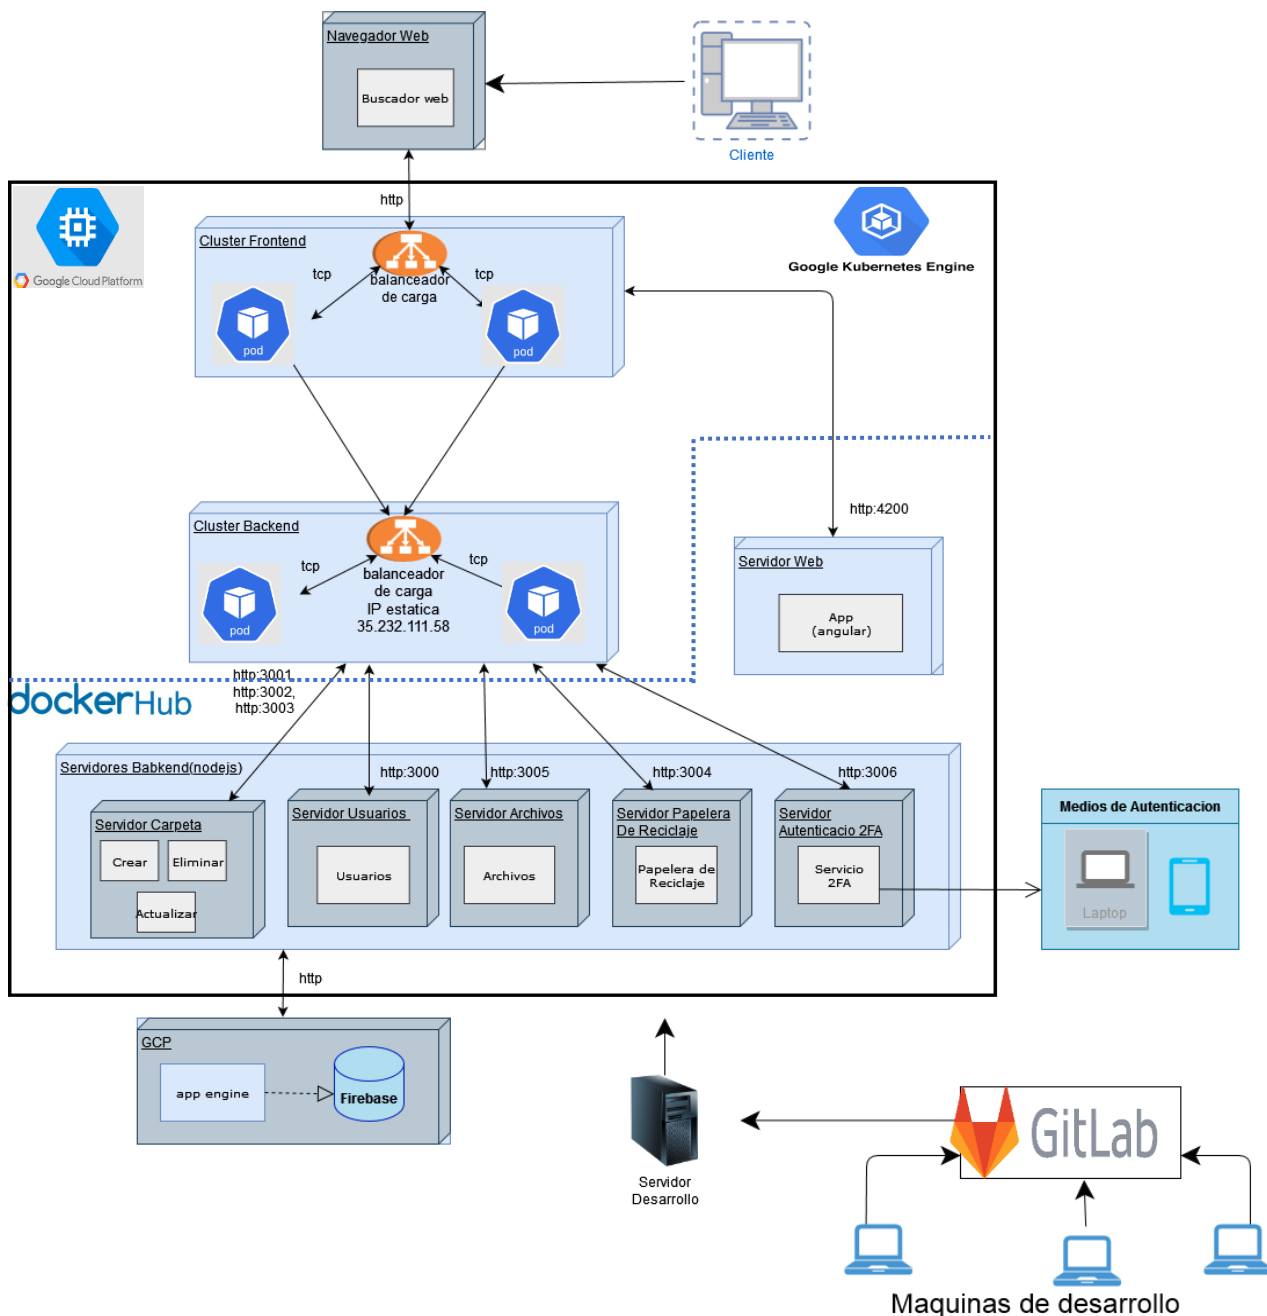 Navegador Web
Buscador web
Cliente
http
Google Cloud Platform
Google Kubernetes Engine
Cluster Frontend
tcp
tcp
balanceador
de carga
pod
pod
http:4200
Cluster Backend
tcp
tcp
balanceador
de carga
IP estatica
35.232.111.58
pod
pod
Servidor Web
App
(angular)
dockerHub
http:3001
http:3002,
http:3003
Servidores Babkend(nodejs)
http:3000
http:3005
http:3004
http:3006
Servidor Carpeta
Crear
Eliminar
Actualizar
Servidor Usuarios
Usuarios
Servidor Archivos
Archivos
Servidor Papelera
De Reciclaje
Papelera de
Reciclaje
Servidor
Autenticacio 2FA
Servicio
2FA
Medios de Autenticacion
Laptop
http
GCP
app engine
Firebase
Servidor
Desarrollo
GitLab
Maquinas de desarrollo